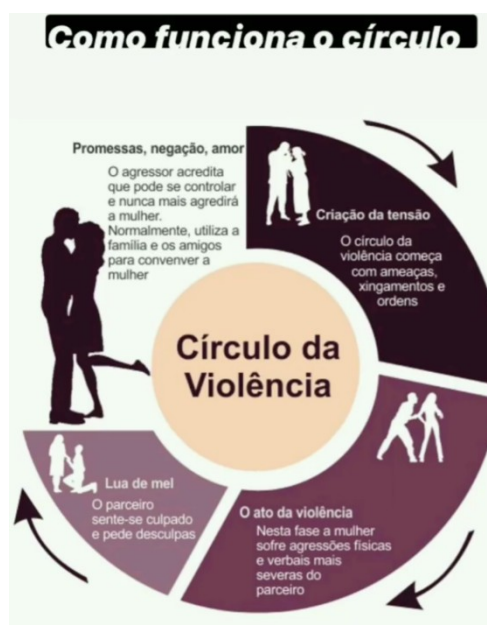 Como funciona o círculo
Promessas, negação, amor
O agressor acredita
que pode se controlar
e nunca mais agredirá
a mulher.
Normalmente, utiliza a
família e os amigos
para convenver a
mulher
Criação da tensão
O círculo da
violência começa
com ameaças,
xingamentos e
ordens
Círculo da
Violência
O ato da violência
Nesta fase a mulher
sofre agressões físicas
e verbais mais
severas do
parceiro
Lua de mel
O parceiro
sente-se culpado
e pede desculpas